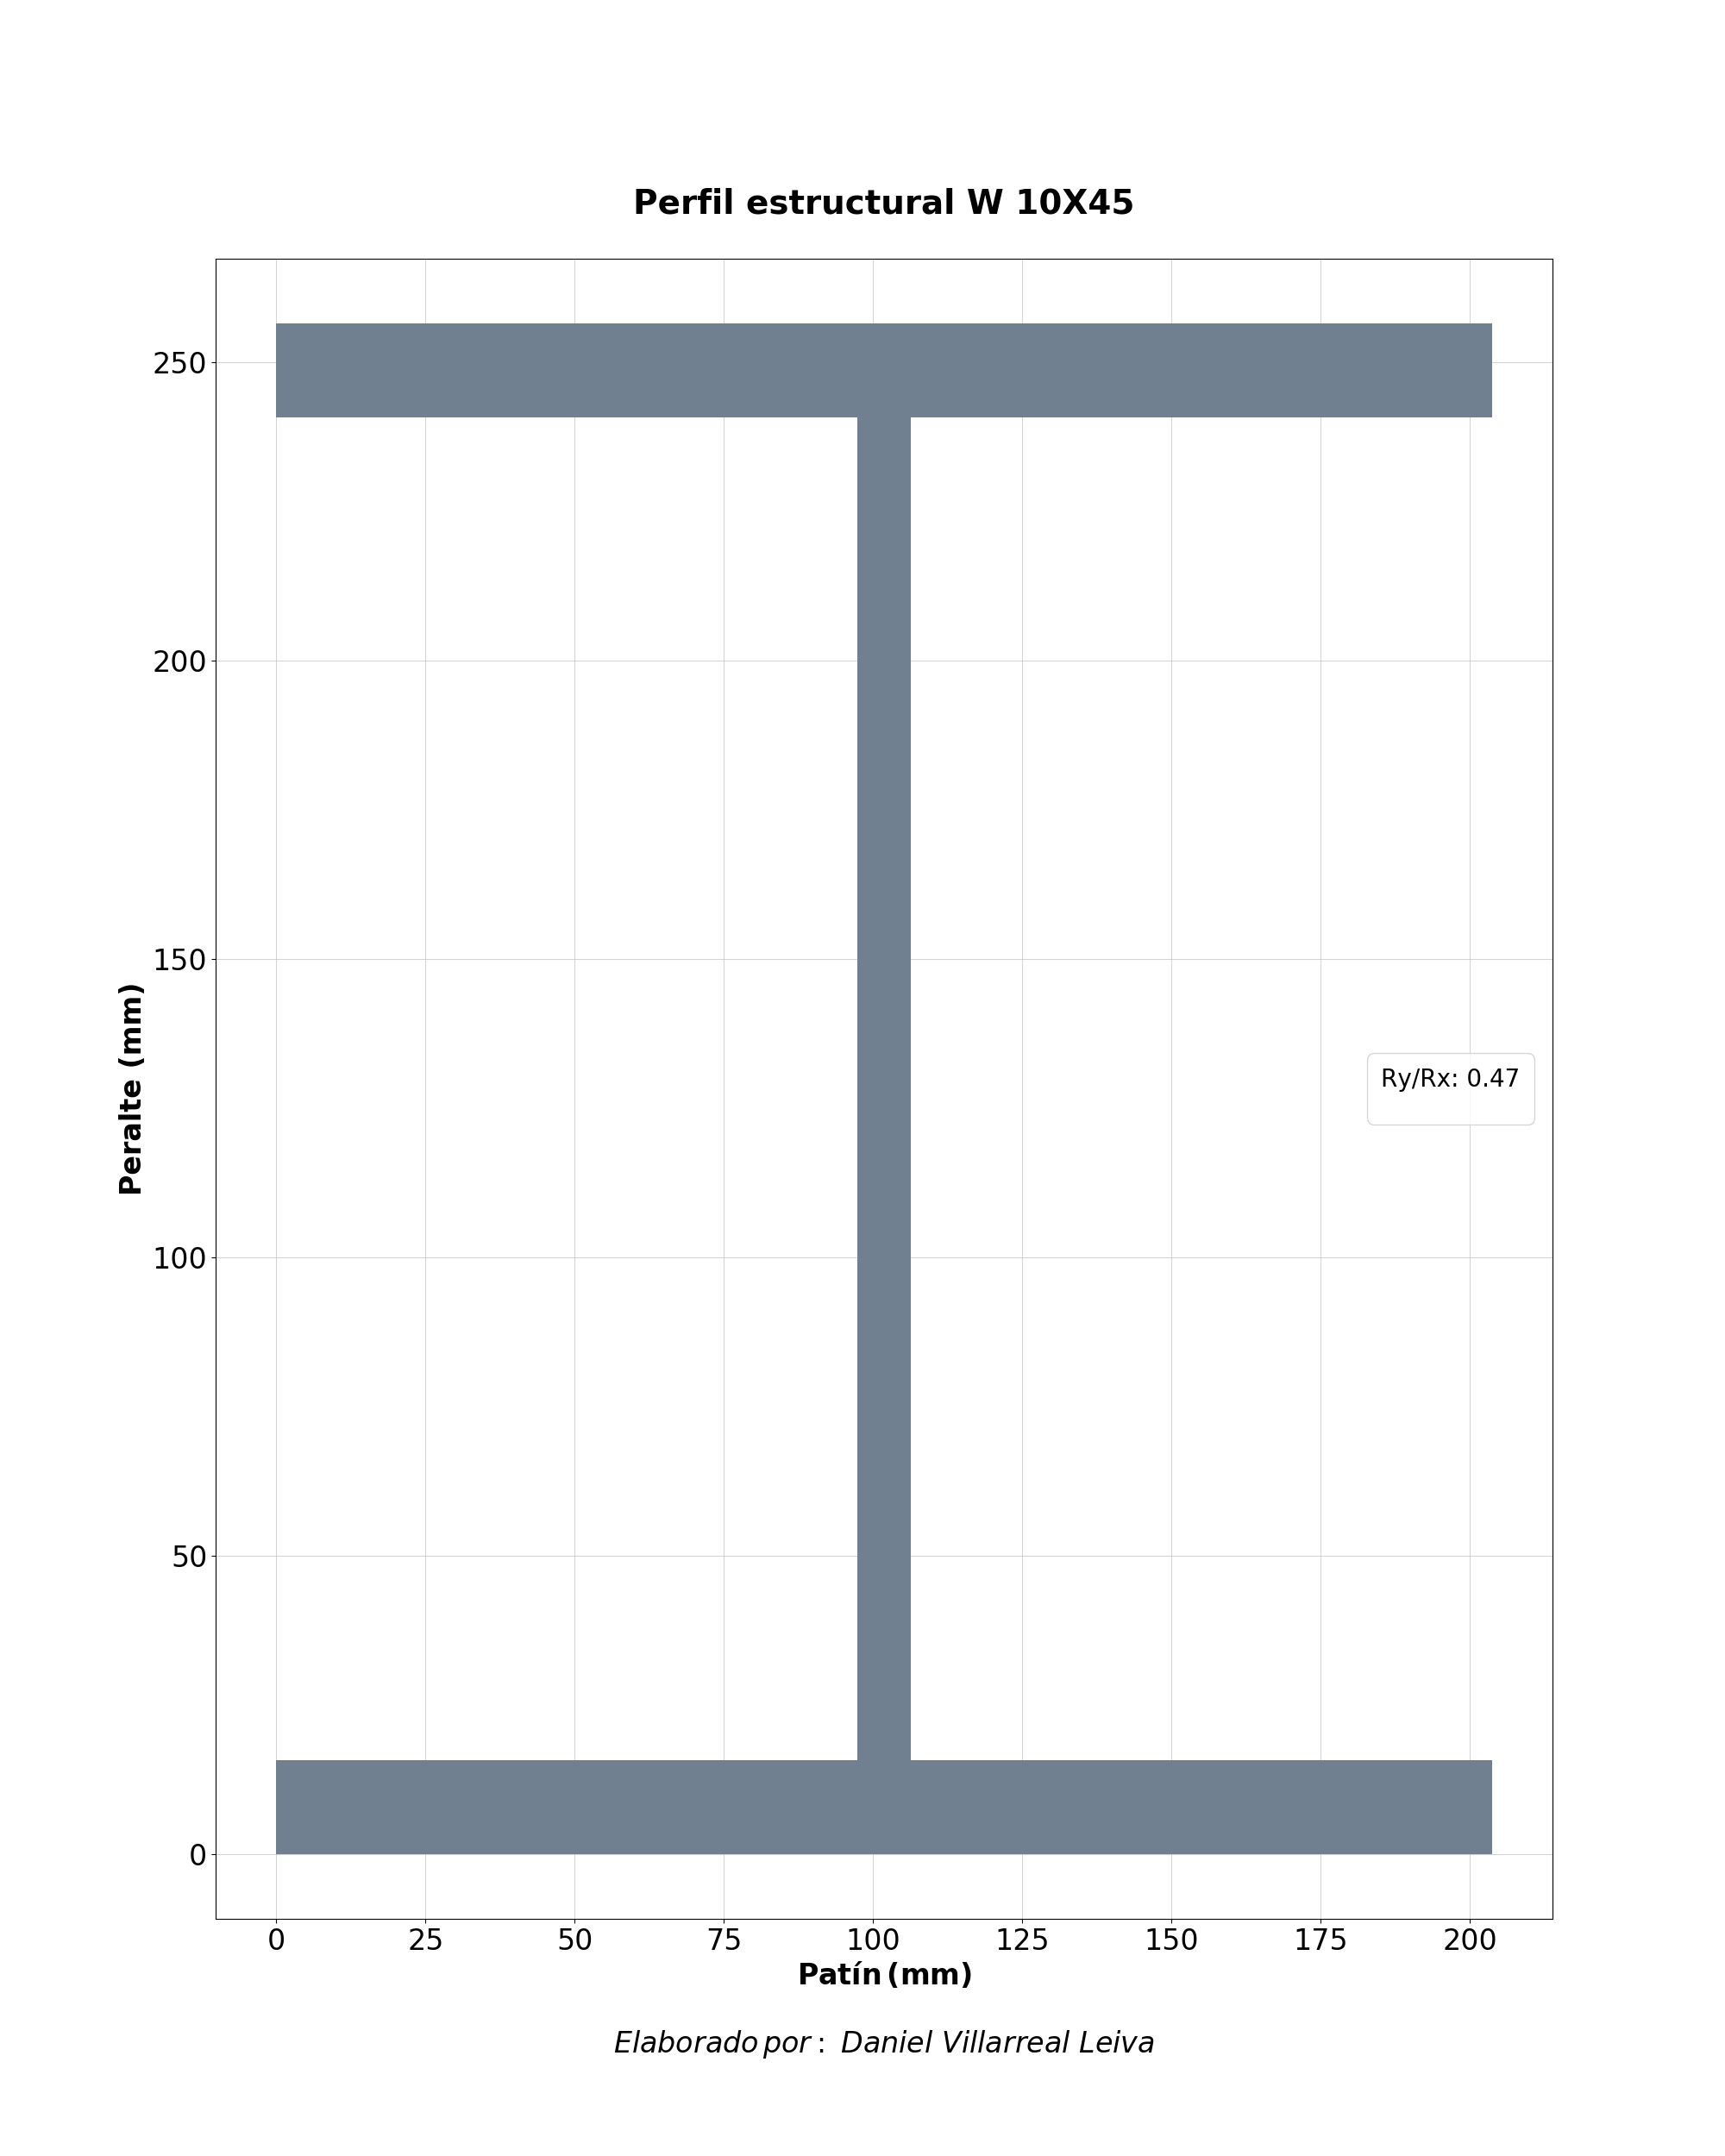 Perfil estructural W 10X45
250
200
150
100
50
0
Peralte (mm)
Ry/Rx: 0.47
0 25 50 75 100 125 150 175 200
Patín (mm)
Elaborado por: Daniel Villarreal Leiva